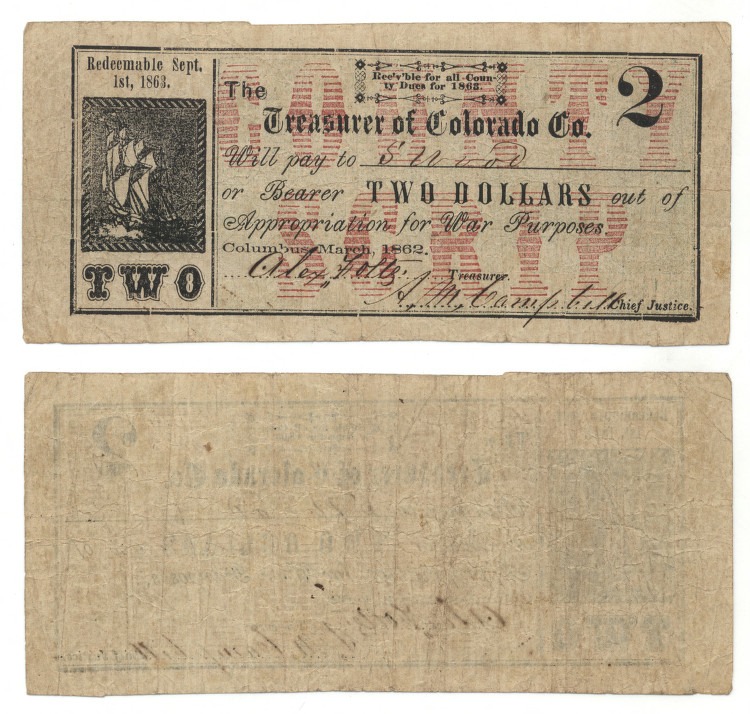 Redeemable Sept.
1st, 1863.
TWO
Rec'v'ble for all Coun-
ty Dues for 1863.
2
The
Treasurer of Colorado Co.
Will pay to S Wood
or Bearer TWO DOLLARS out of
Appropriation for War Purposes.
Columbus, March, 1862.
Treasurer.
A. M. Campbell Chief Justice.
COUNTY
SCRIP